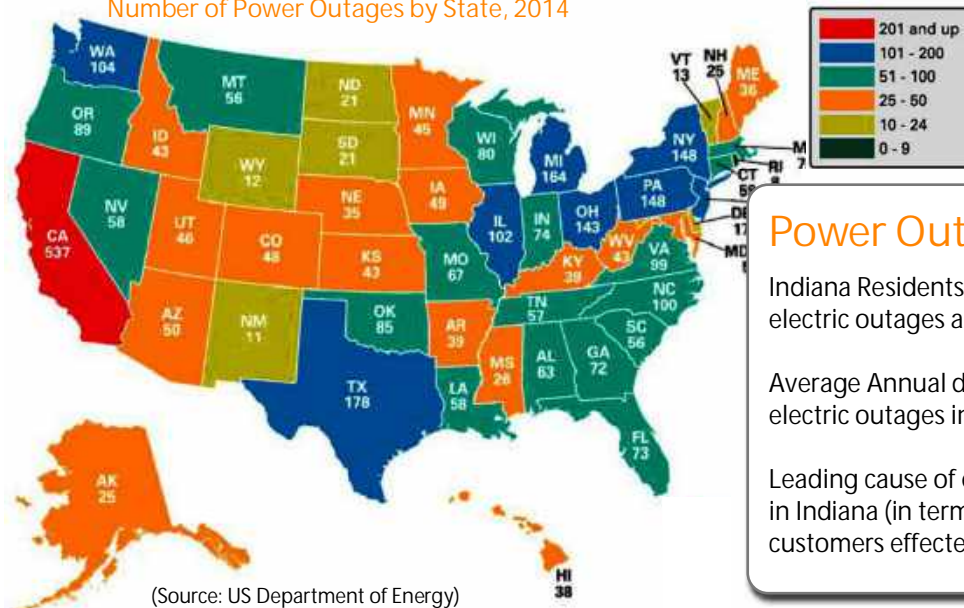 Number of Power Outages by State, 2014
201 and up
101 - 200
51 - 100
25 - 50
10 - 24
0 - 9
WA
104
OR
89
CA
537
NV
58
ID
43
MT
56
WY
12
UT
46
AZ
50
CO
48
NM
11
ND
21
SD
21
NE
35
KS
43
OK
85
TX
178
MN
45
IA
49
MO
67
AR
39
LA
58
WI
80
IL
102
MI
164
IN
74
OH
143
KY
39
TN
57
MS
26
AL
63
GA
72
FL
73
SC
56
NC
100
VA
99
WV
43
PA
148
NY
148
VT
13
NH
25
ME
36
M
7
RI
CT
DE
17
MD
AK
25
HI
38
(Source: US Department of Energy)
Power Out
Indiana Residents
electric outages a
Average Annual d
electric outages in
Leading cause of
in Indiana (in term
customers effecte